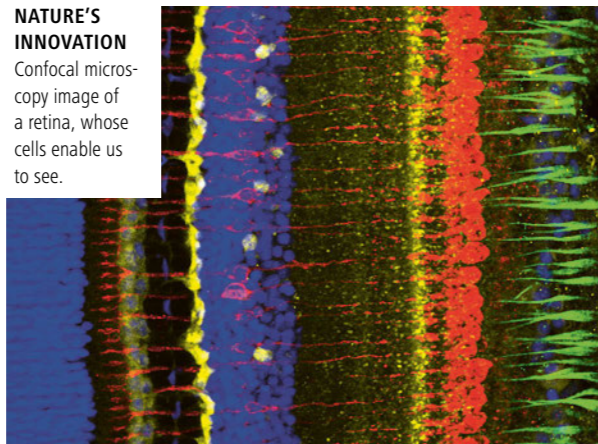 NATURE’S
INNOVATION
Confocal micros-
copy image of
a retina, whose
cells enable us
to see.